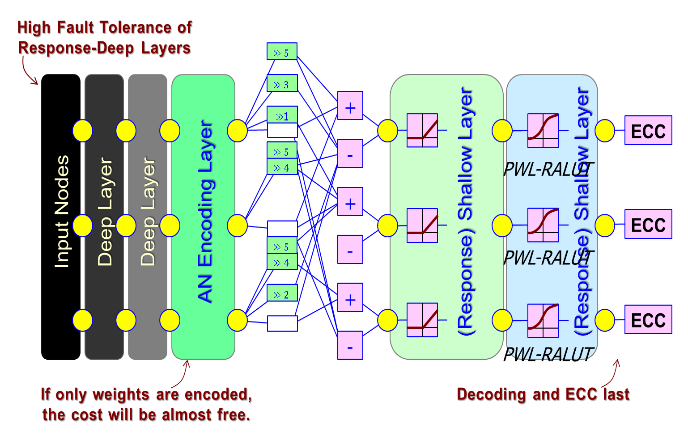 High Fault Tolerance of
Response-Deep Layers
Input Nodes
Deep Layer
Deep Layer
AN Encoding Layer
» 5
» 3
»1
» 5
» 4
» 5
» 4
» 2
+
-
+
-
+
-
(Response) Shallow Layer
(Response) Shallow Layer
PWL-RALUT
PWL-RALUT
PWL-RALUT
ECC
ECC
ECC
If only weights are encoded,
the cost will be almost free.
Decoding and ECC last